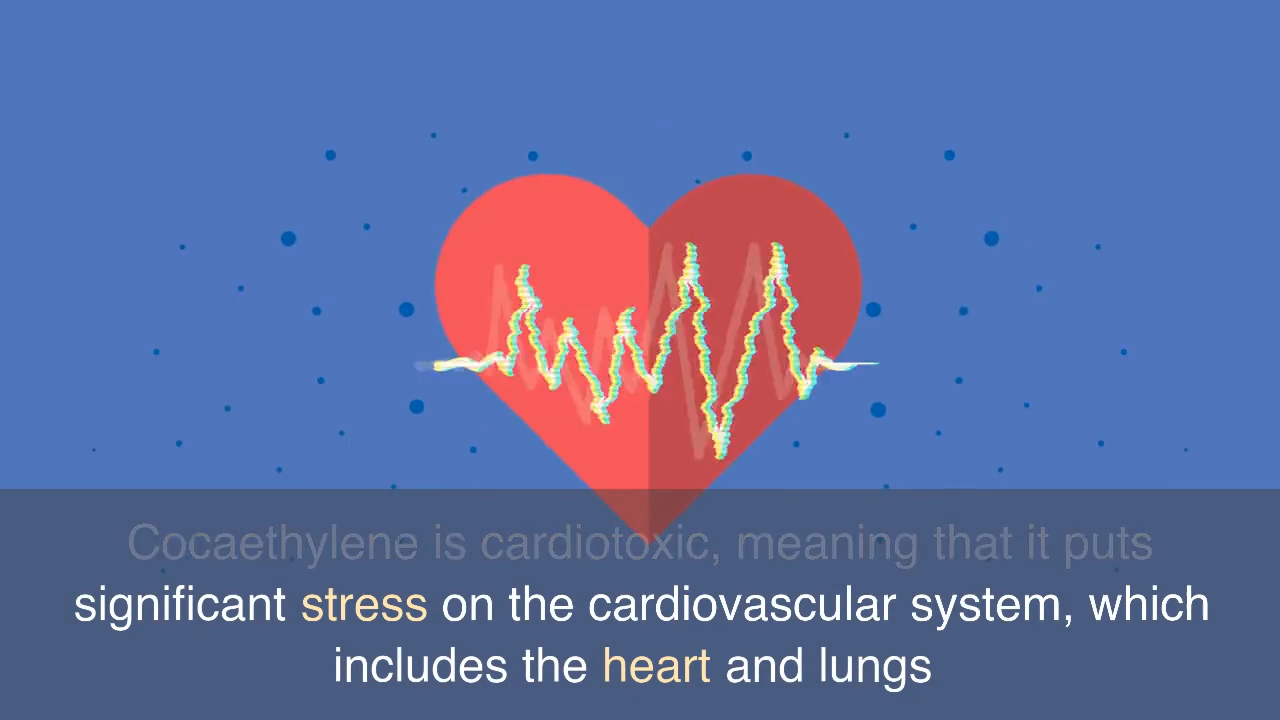 Cocaethylene is cardiotoxic, meaning that it puts
significant stress on the cardiovascular system, which
includes the heart and lungs